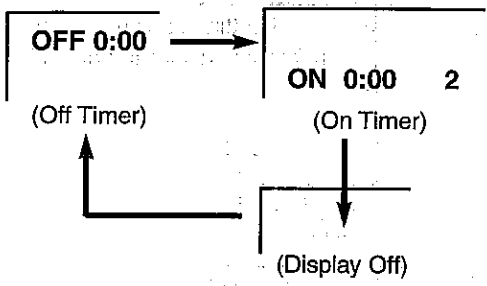 OFF 0:00
(Off Timer)
ON 0:00 2
(On Timer)
(Display Off)